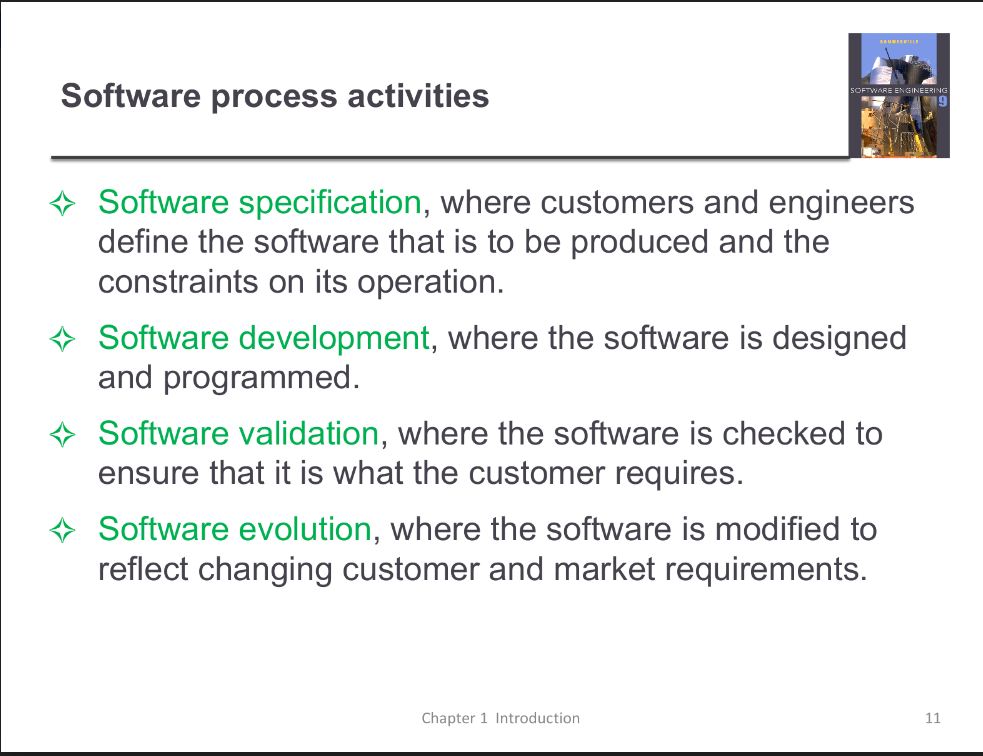 Software process activities
SOMMERVILLE
SOFTWARE ENGINEERING
9
Software specification, where customers and engineers
define the software that is to be produced and the
constraints on its operation.
Software development, where the software is designed
and programmed.
Software validation, where the software is checked to
ensure that it is what the customer requires.
Software evolution, where the software is modified to
reflect changing customer and market requirements.
Chapter 1 Introduction
11